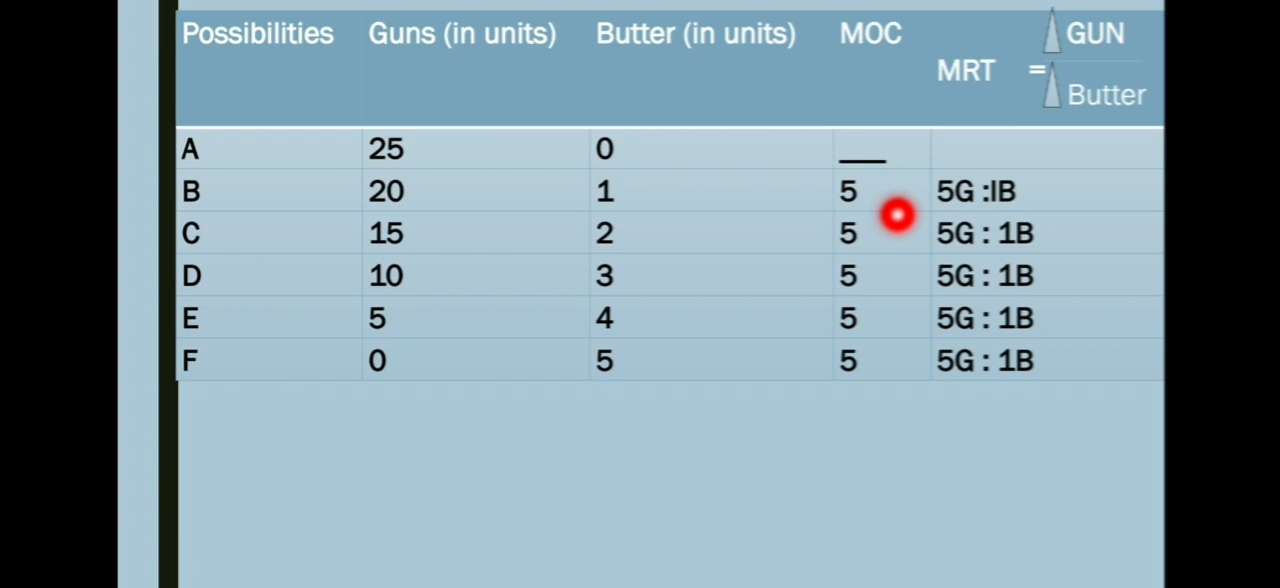 Possibilities Guns (in units) Butter (in units) MOC MRT = △ GUN / △ Butter
A 25 0 __
B 20 1 5 5G :IB
C 15 2 5 5G : 1B
D 10 3 5 5G : 1B
E 5 4 5 5G : 1B
F 0 5 5 5G : 1B